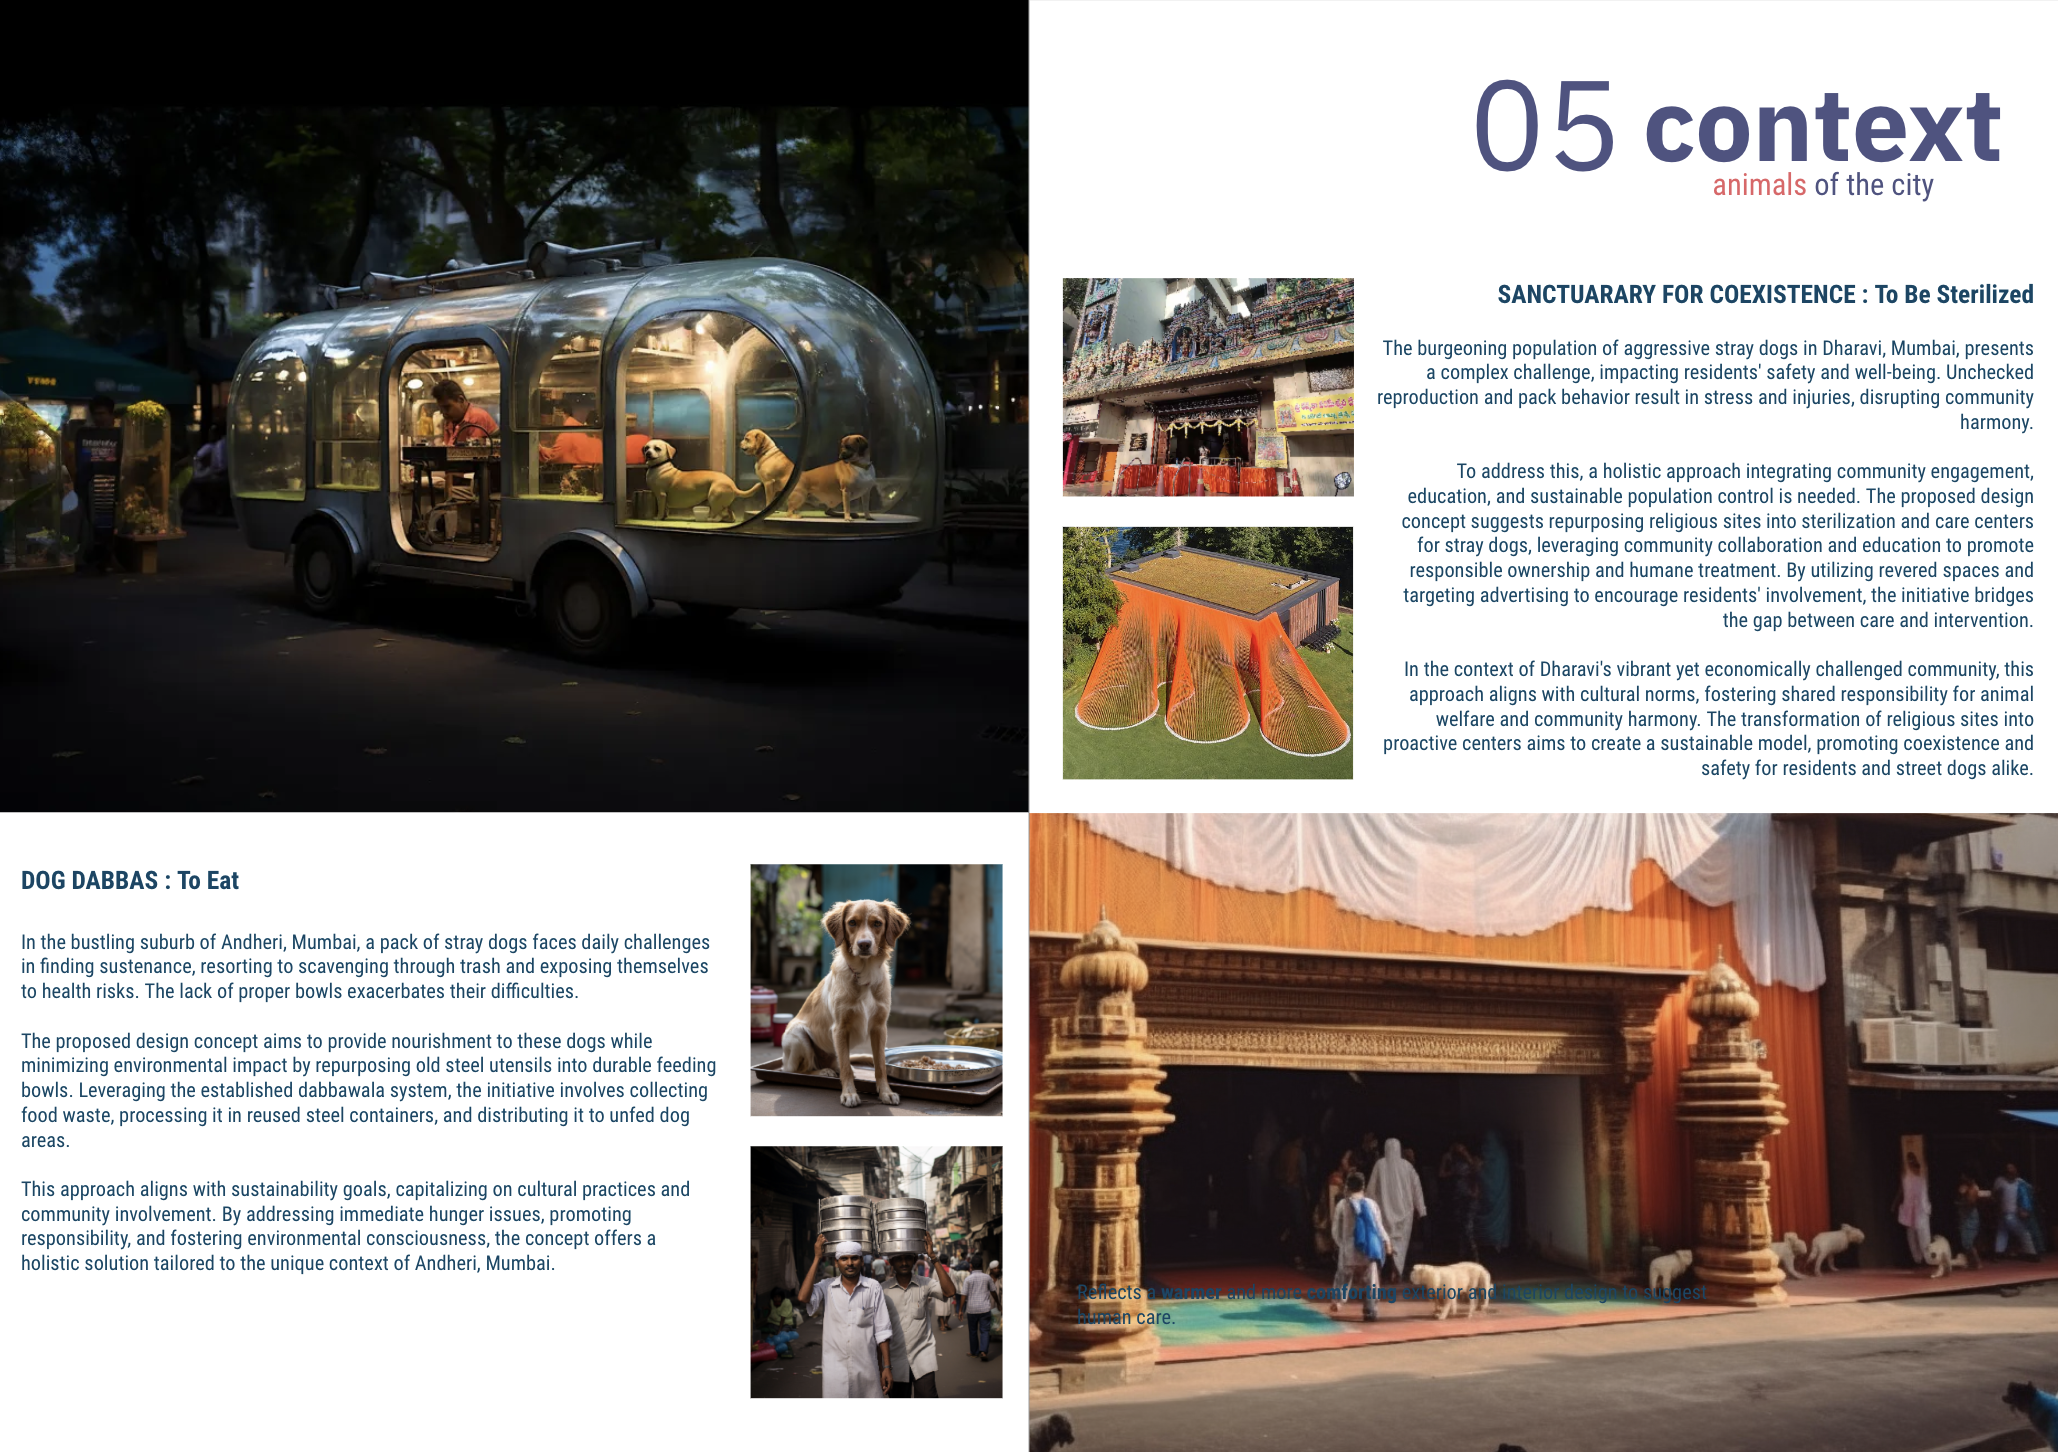 05 context
animals of the city
SANCTUARARY FOR COEXISTENCE : To Be Sterilized
The burgeoning population of aggressive stray dogs in Dharavi, Mumbai, presents
a complex challenge, impacting residents' safety and well-being. Unchecked
reproduction and pack behavior result in stress and injuries, disrupting community
harmony.
To address this, a holistic approach integrating community engagement,
education, and sustainable population control is needed. The proposed design
concept suggests repurposing religious sites into sterilization and care centers
for stray dogs, leveraging community collaboration and education to promote
responsible ownership and humane treatment. By utilizing revered spaces and
targeting advertising to encourage residents' involvement, the initiative bridges
the gap between care and intervention.
In the context of Dharavi's vibrant yet economically challenged community, this
approach aligns with cultural norms, fostering shared responsibility for animal
welfare and community harmony. The transformation of religious sites into
proactive centers aims to create a sustainable model, promoting coexistence and
safety for residents and street dogs alike.
DOG DABBAS : To Eat
In the bustling suburb of Andheri, Mumbai, a pack of stray dogs faces daily challenges
in finding sustenance, resorting to scavenging through trash and exposing themselves
to health risks. The lack of proper bowls exacerbates their difficulties.
The proposed design concept aims to provide nourishment to these dogs while
minimizing environmental impact by repurposing old steel utensils into durable feeding
bowls. Leveraging the established dabbawala system, the initiative involves collecting
food waste, processing it in reused steel containers, and distributing it to unfed dog
areas.
This approach aligns with sustainability goals, capitalizing on cultural practices and
community involvement. By addressing immediate hunger issues, promoting
responsibility, and fostering environmental consciousness, the concept offers a
holistic solution tailored to the unique context of Andheri, Mumbai.
Reflects a warmer and more comforting exterior and interior design to suggest
human care.